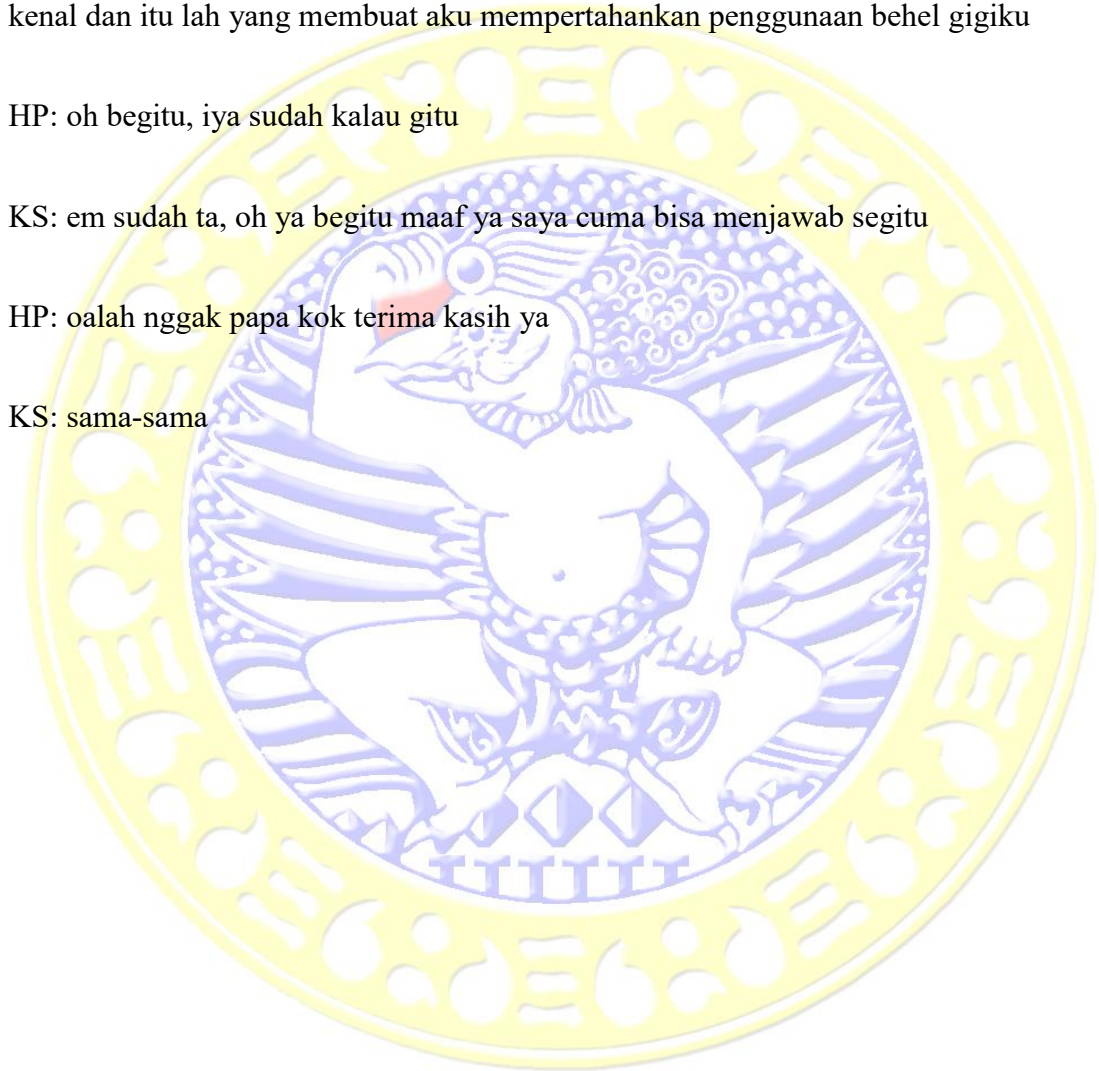 kenal dan itu lah yang membuat aku mempertahankan penggunaan behel gigiku
HP: oh begitu, iya sudah kalau gitu
KS: em sudah ta, oh ya begitu maaf ya saya cuma bisa menjawab segitu
HP: oalah nggak papa kok terima kasih ya
KS: sama-sama